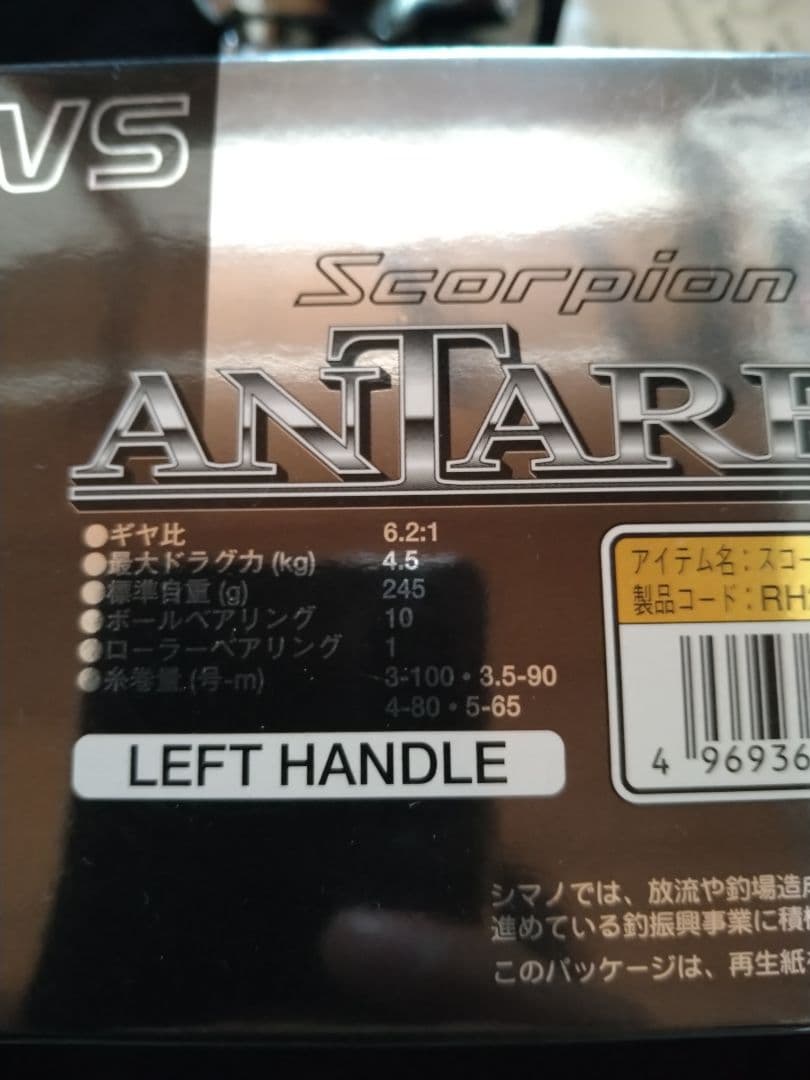 VS
Scorpion
ANTARE
●ギヤ比 6.2:1
●最大ドラグ力 (kg) 4.5
●標準自重 (g) 245
●ボールベアリング 10
●ローラーベアリング 1
●糸巻量 (号-m) 3-100・3.5-90
4-80・5-65
LEFT HANDLE
アイテム名：スコー
製品コード：RH
4 96936
シマノでは、放流や釣場造成
進めている釣振興事業に積
このパッケージは、再生紙